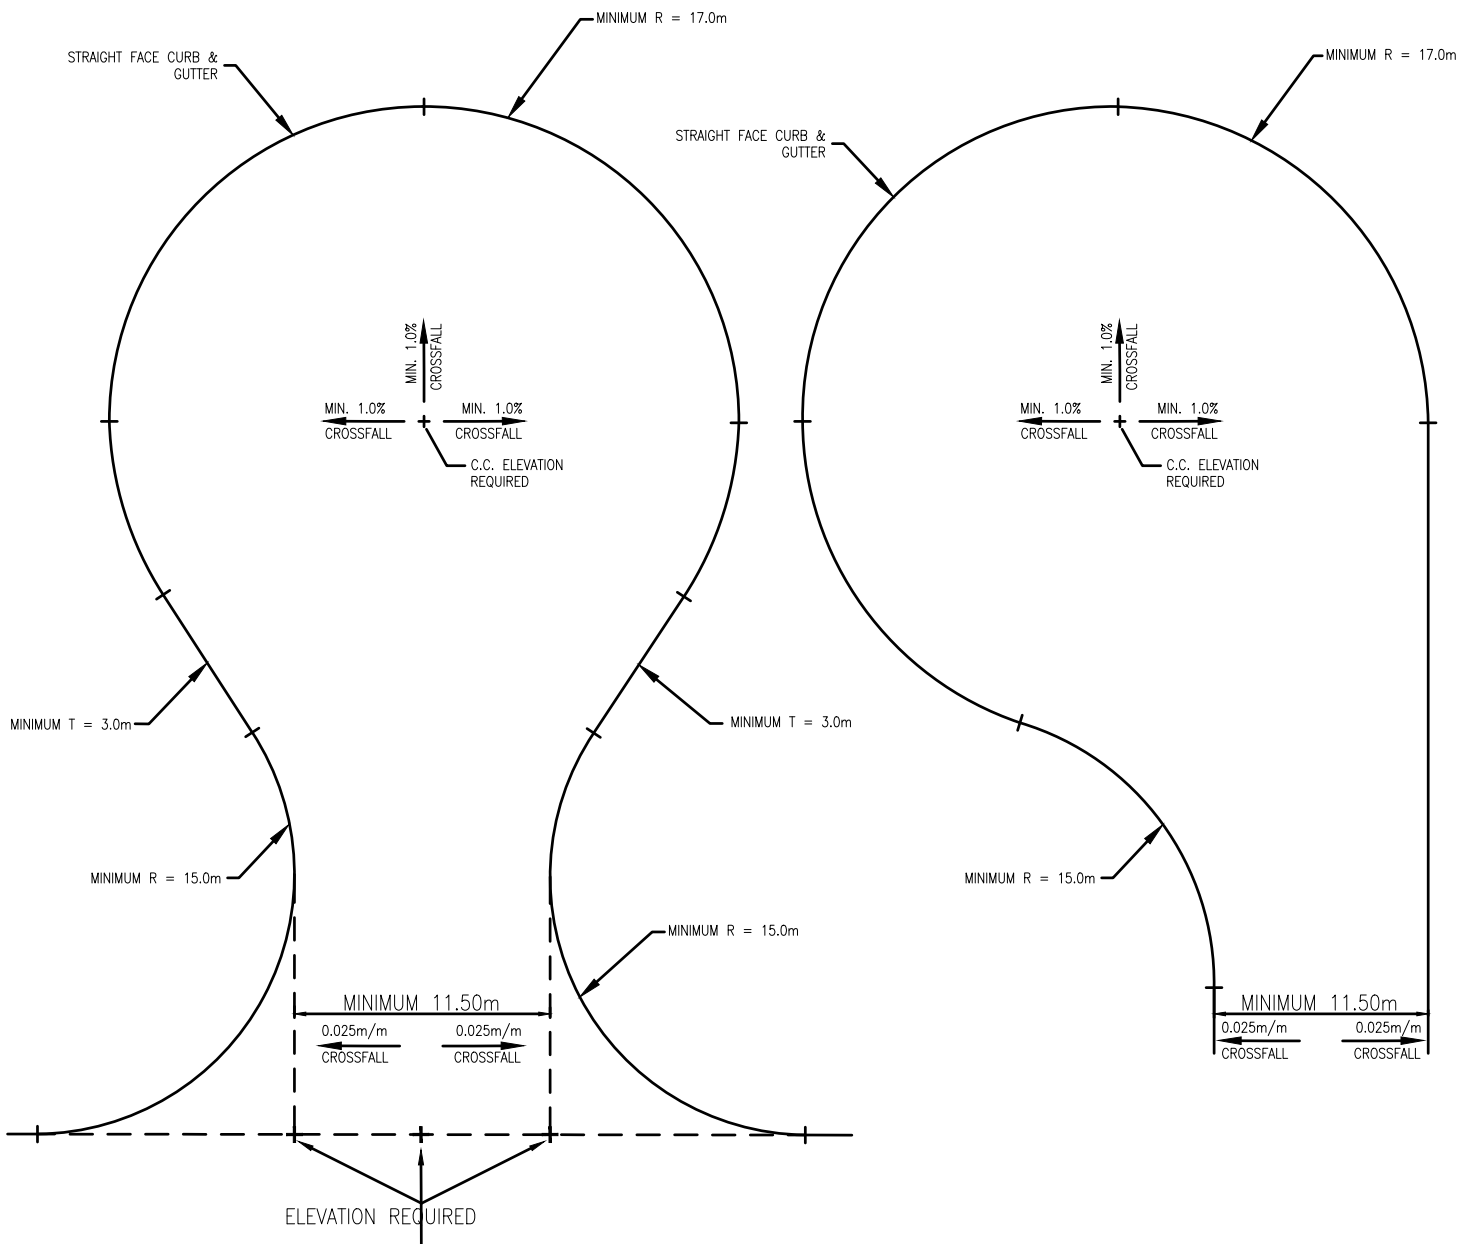 MINIMUM R = 17.0m
STRAIGHT FACE CURB &
GUTTER
MIN. 1.0%
CROSSFALL
MIN. 1.0%
CROSSFALL
MIN. 1.0%
CROSSFALL
C.C. ELEVATION
REQUIRED
MINIMUM T = 3.0m
MINIMUM T = 3.0m
MINIMUM R = 15.0m
MINIMUM R = 15.0m
MINIMUM 11.50m
0.025m/m
CROSSFALL
0.025m/m
CROSSFALL
ELEVATION REQUIRED
MINIMUM R = 17.0m
STRAIGHT FACE CURB &
GUTTER
MIN. 1.0%
CROSSFALL
MIN. 1.0%
CROSSFALL
MIN. 1.0%
CROSSFALL
C.C. ELEVATION
REQUIRED
MINIMUM R = 15.0m
MINIMUM 11.50m
0.025m/m
CROSSFALL
0.025m/m
CROSSFALL